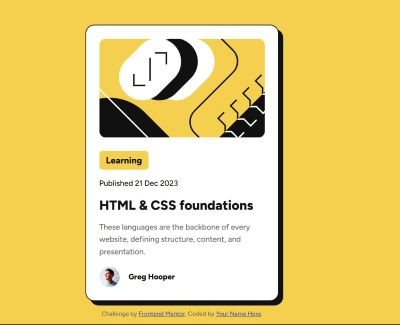 Learning
Published 21 Dec 2023
HTML & CSS foundations
These languages are the backbone of every
website, defining structure, content, and
presentation.
Greg Hooper
Challenge by Frontend Mentor. Coded by Your Name Here.